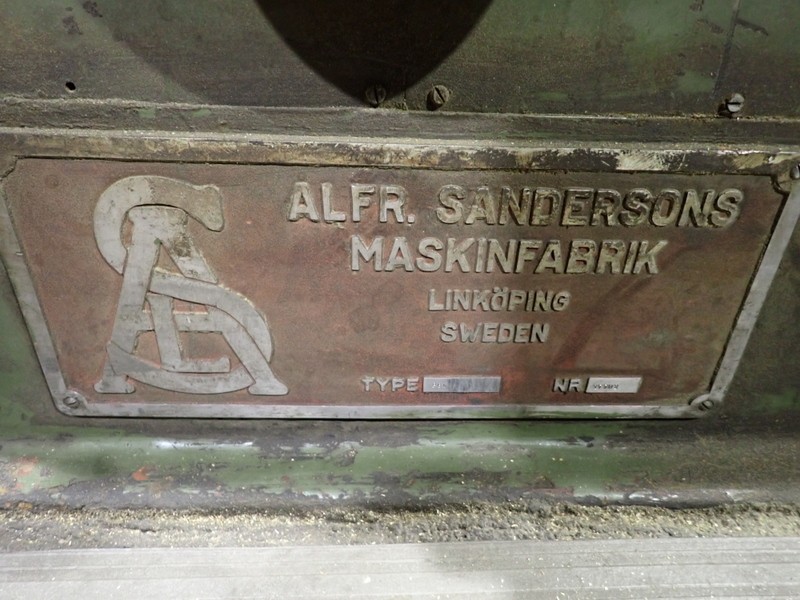 ALFR. SANDERSONS
MASKINFABRIK
LINKÖPING
SWEDEN
TYPE NR